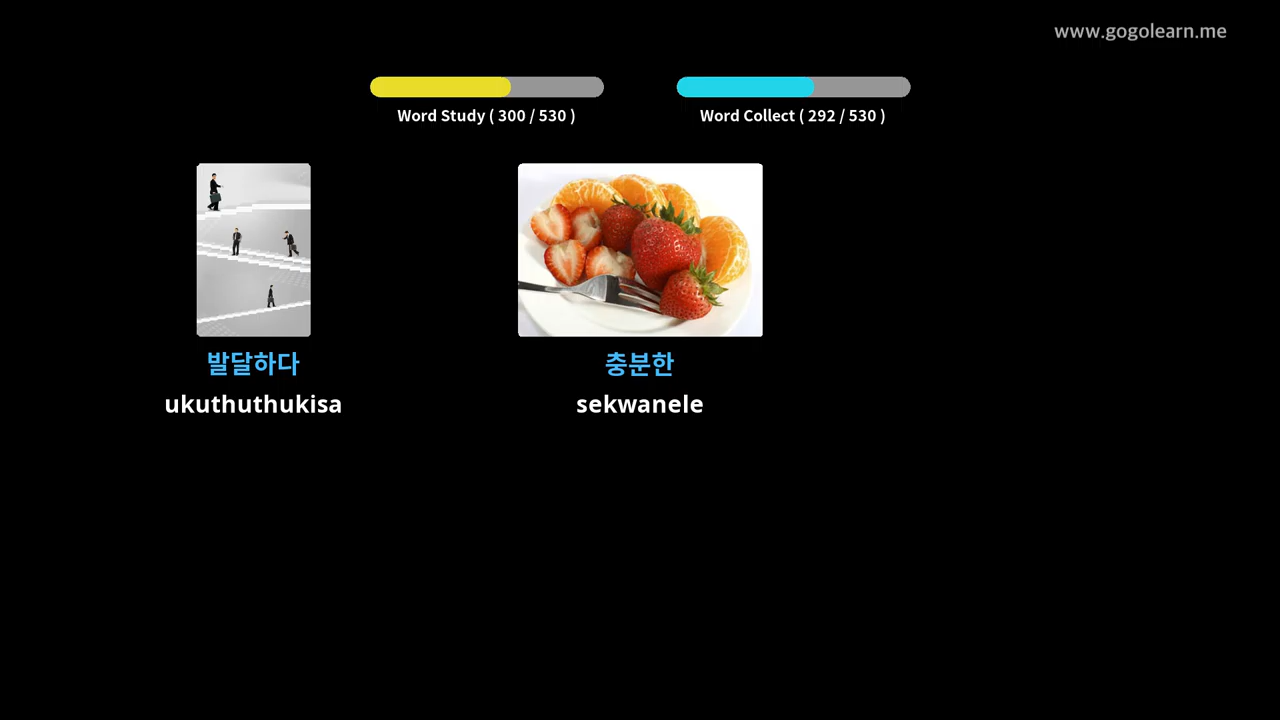 www.gogolearn.me
Word Study ( 300 / 530 )
Word Collect ( 292 / 530 )
발달하다
ukuthuthukisa
충분한
sekwanele